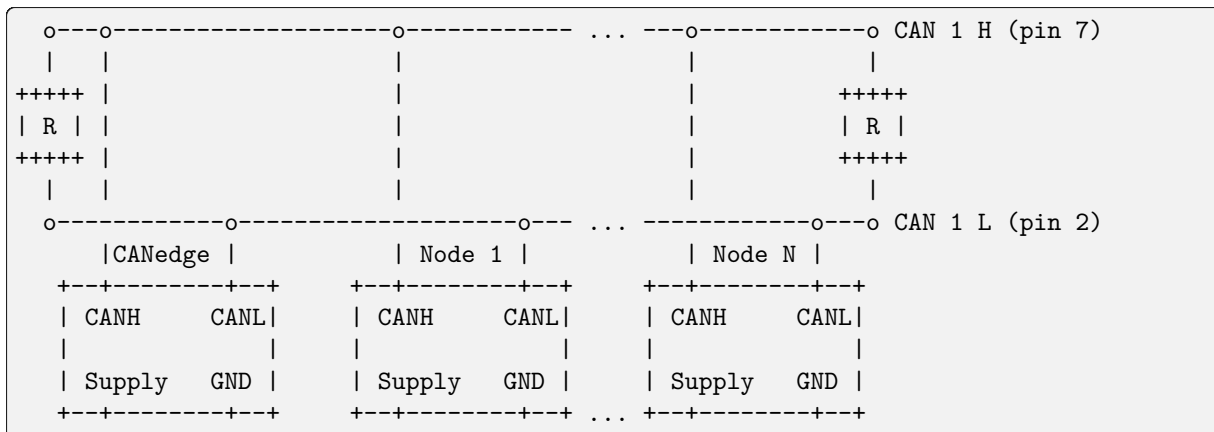 o---o--------------------o------------ ... ---o------------o CAN 1 H (pin 7)
| | | | |
+++++ | | | +++++
| R | | | | | R |
+++++ | | | +++++
| | | | |
o------------o--------------------o--- ... ------------o---o CAN 1 L (pin 2)
|CANedge | | Node 1 | | Node N |
+--+--------+--+ +--+--------+--+ +--+--------+--+
| CANH CANL| | CANH CANL| | CANH CANL|
| | | | | |
| Supply GND | | Supply GND | | Supply GND |
+--+--------+--+ +--+--------+--+ ... +--+--------+--+